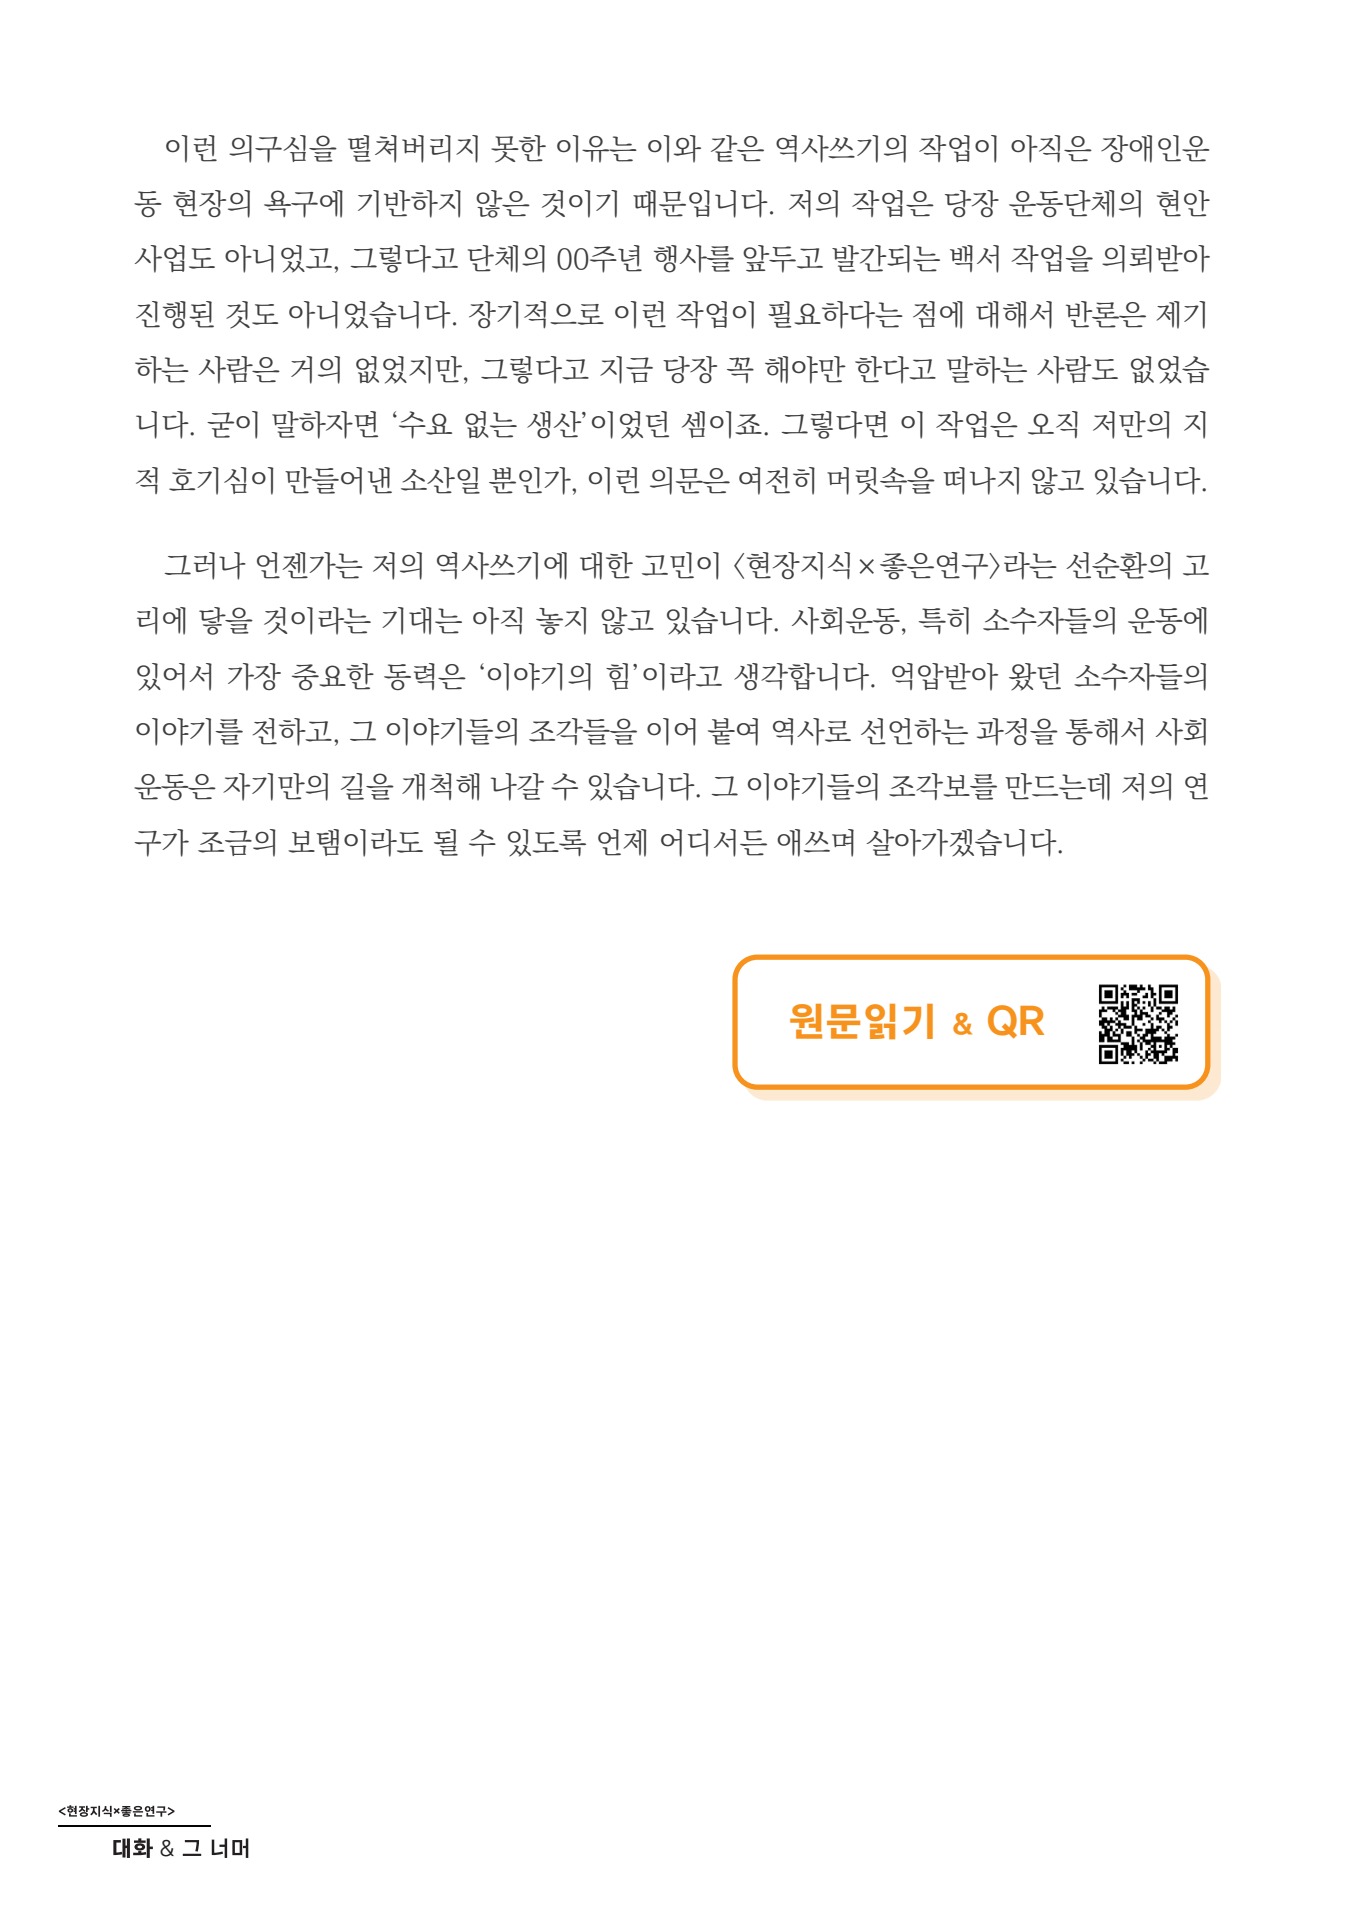 이런 의구심을 떨쳐버리지 못한 이유는 이와 같은 역사쓰기의 작업이 아직은 장애인운
동 현장의 욕구에 기반하지 않은 것이기 때문입니다. 저의 작업은 당장 운동단체의 현안
사업도 아니었고, 그렇다고 단체의 00주년 행사를 앞두고 발간되는 백서 작업을 의뢰받아
진행된 것도 아니었습니다. 장기적으로 이런 작업이 필요하다는 점에 대해서 반론은 제기
하는 사람은 거의 없었지만, 그렇다고 지금 당장 꼭 해야만 한다고 말하는 사람도 없었습
니다. 굳이 말하자면 ‘수요 없는 생산’이었던 셈이죠. 그렇다면 이 작업은 오직 저만의 지
적 호기심이 만들어낸 소산일 뿐인가, 이런 의문은 여전히 머릿속을 떠나지 않고 있습니다.
그러나 언젠가는 저의 역사쓰기에 대한 고민이 〈현장지식×좋은연구〉라는 선순환의 고
리에 닿을 것이라는 기대는 아직 놓지 않고 있습니다. 사회운동, 특히 소수자들의 운동에
있어서 가장 중요한 동력은 ‘이야기의 힘’이라고 생각합니다. 억압받아 왔던 소수자들의
이야기를 전하고, 그 이야기들의 조각들을 이어 붙여 역사로 선언하는 과정을 통해서 사회
운동은 자기만의 길을 개척해 나갈 수 있습니다. 그 이야기들의 조각보를 만드는데 저의 연
구가 조금의 보탬이라도 될 수 있도록 언제 어디서든 애쓰며 살아가겠습니다.
원문읽기 & QR
<현장지식×좋은연구>
대화 & 그 너머